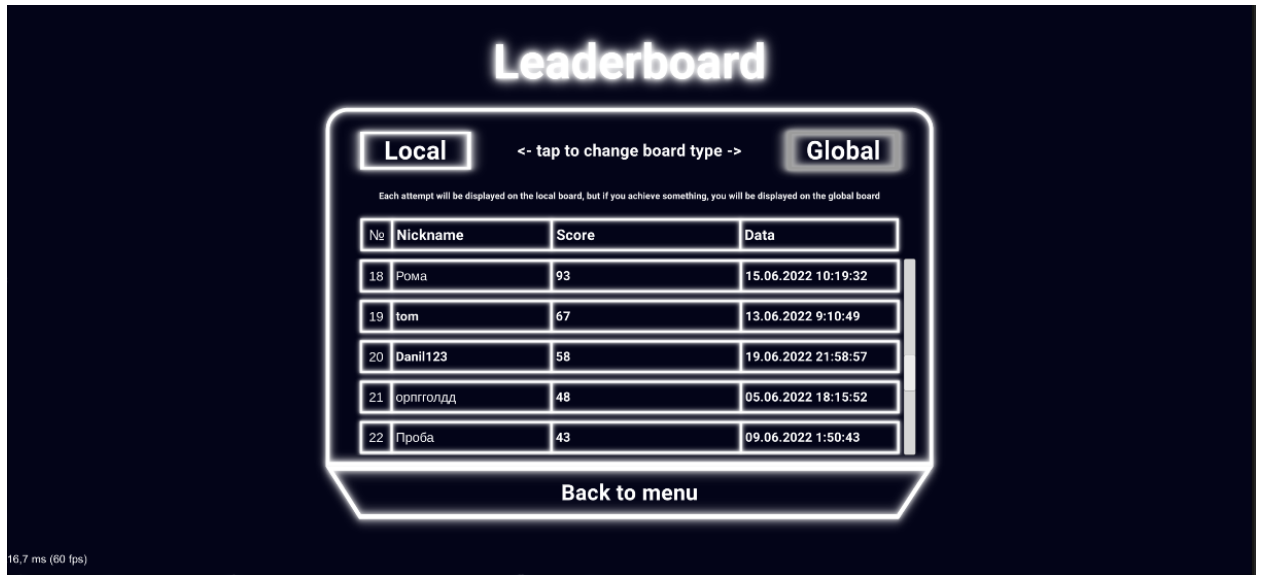 Leaderboard
Local <- tap to change board type -> Global
Each attempt will be displayed on the local board, but if you achieve something, you will be displayed on the global board
№ Nickname Score Data
18 Рома 93 15.06.2022 10:19:32
19 tom 67 13.06.2022 9:10:49
20 Danil123 58 19.06.2022 21:58:57
21 орпгголдд 48 05.06.2022 18:15:52
22 Проба 43 09.06.2022 1:50:43
Back to menu
16,7 ms (60 fps)